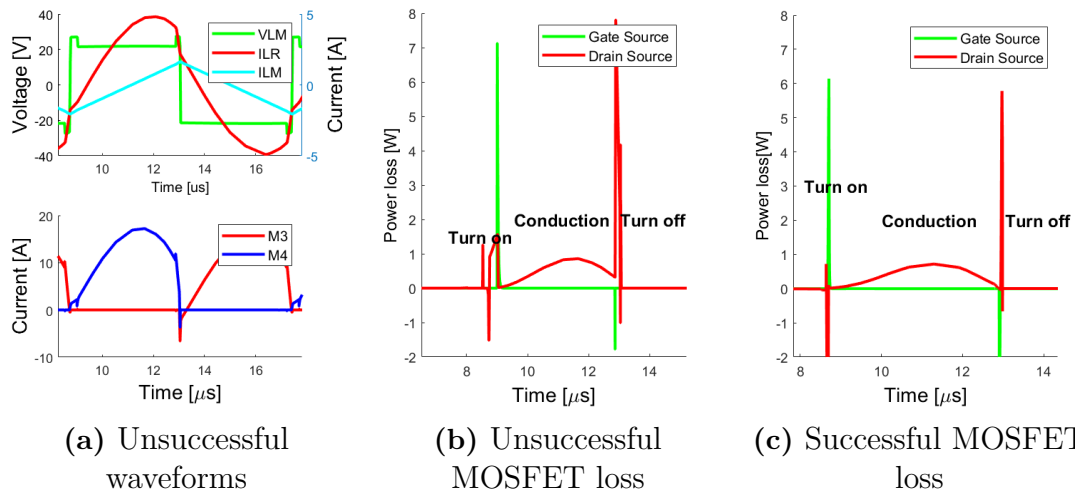 Voltage [V]
40
20
0
-20
-40
10
12
14
16
Time [us]
5
0
-5
Current [A]
VLM
ILR
ILM
Current [A]
20
10
0
-10
10
12
14
16
Time [μs]
M3
M4
(a) Unsuccessful
waveforms
Power loss [W]
8
7
6
5
4
3
2
1
0
-1
-2
8
10
12
14
Time [μs]
Gate Source
Drain Source
Turn on
Conduction
Turn off
(b) Unsuccessful
MOSFET loss
Power loss[W]
8
7
6
5
4
3
2
1
0
-1
-2
8
10
12
14
Time [μs]
Gate Source
Drain Source
Turn on
Conduction
Turn off
(c) Successful MOSFET
loss